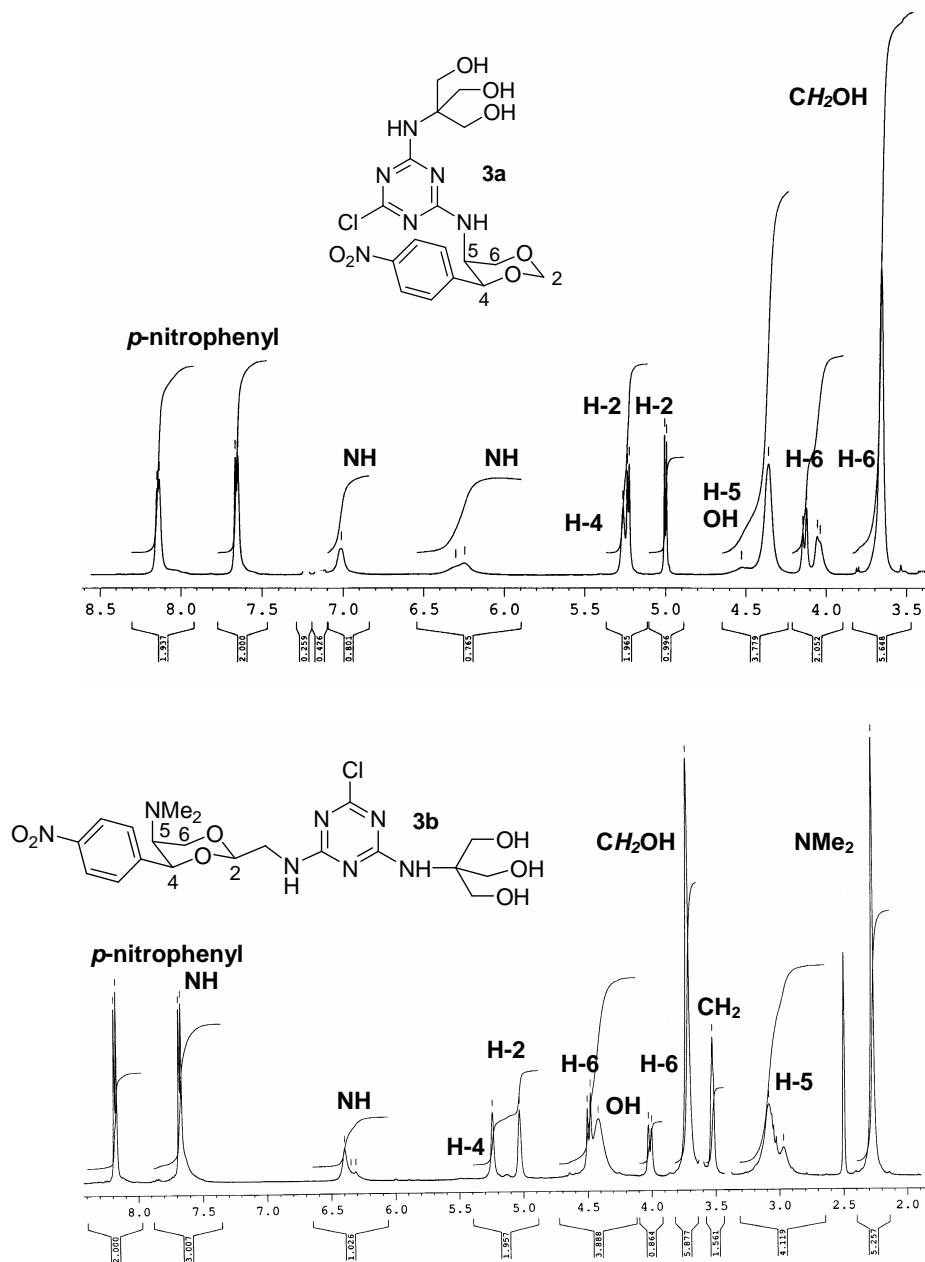 OH
OH
OH
HN
N N
3a
Cl N NH
5 6
O
O
2
O2N
4
CH2OH
p-nitrophenyl
NH
NH
H-4
H-2
H-2
H-5
OH
H-6
H-6
8.5 8.0 7.5 7.0 6.5 6.0 5.5 5.0 4.5 4.0 3.5
1.937 2.000 0.259 0.426 0.801 0.765 1.965 0.996 3.779 2.052 5.648
Cl
N N
3b
NMe2
5 6
O
O
O2N
4 2
N
H
N
N
H
OH
OH
OH
CH2OH
NMe2
p-nitrophenyl
NH
NH
H-4
H-2
H-6
OH
H-6
CH2
H-5
8.0 7.5 7.0 6.5 6.0 5.5 5.0 4.5 4.0 3.5 3.0 2.5 2.0
2.000 3.007 1.026 1.957 3.888 0.864 5.877 1.561 4.119 5.257